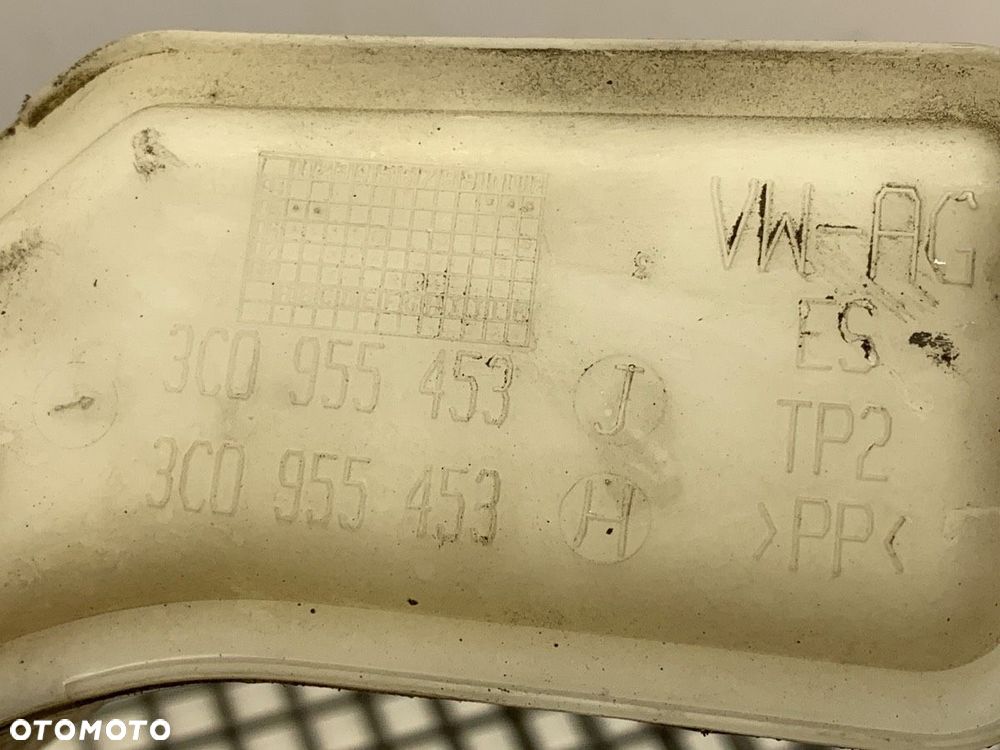 VW-AG
ES
3C0 955 453 J
TP2
3C0 955 453 H
>PP<
OTOMOTO